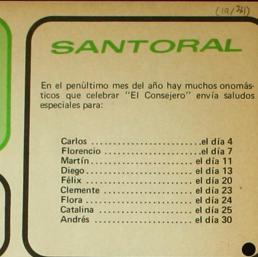 SANTORAL
En el penúltimo mes del año hay muchos onomás-
ticos que celebrar "El Consejero" envía saludos
especiales para:
Carlos ..........................el día 4
Florencio .......................el día 7
Martín ......................... el día 11
Diego .......................... el día 13
Félix .......................... el día 20
Clemente ....................... el día 23
Flora .......................... el día 24
Catalina ....................... el día 25
Andrés ......................... el día 30